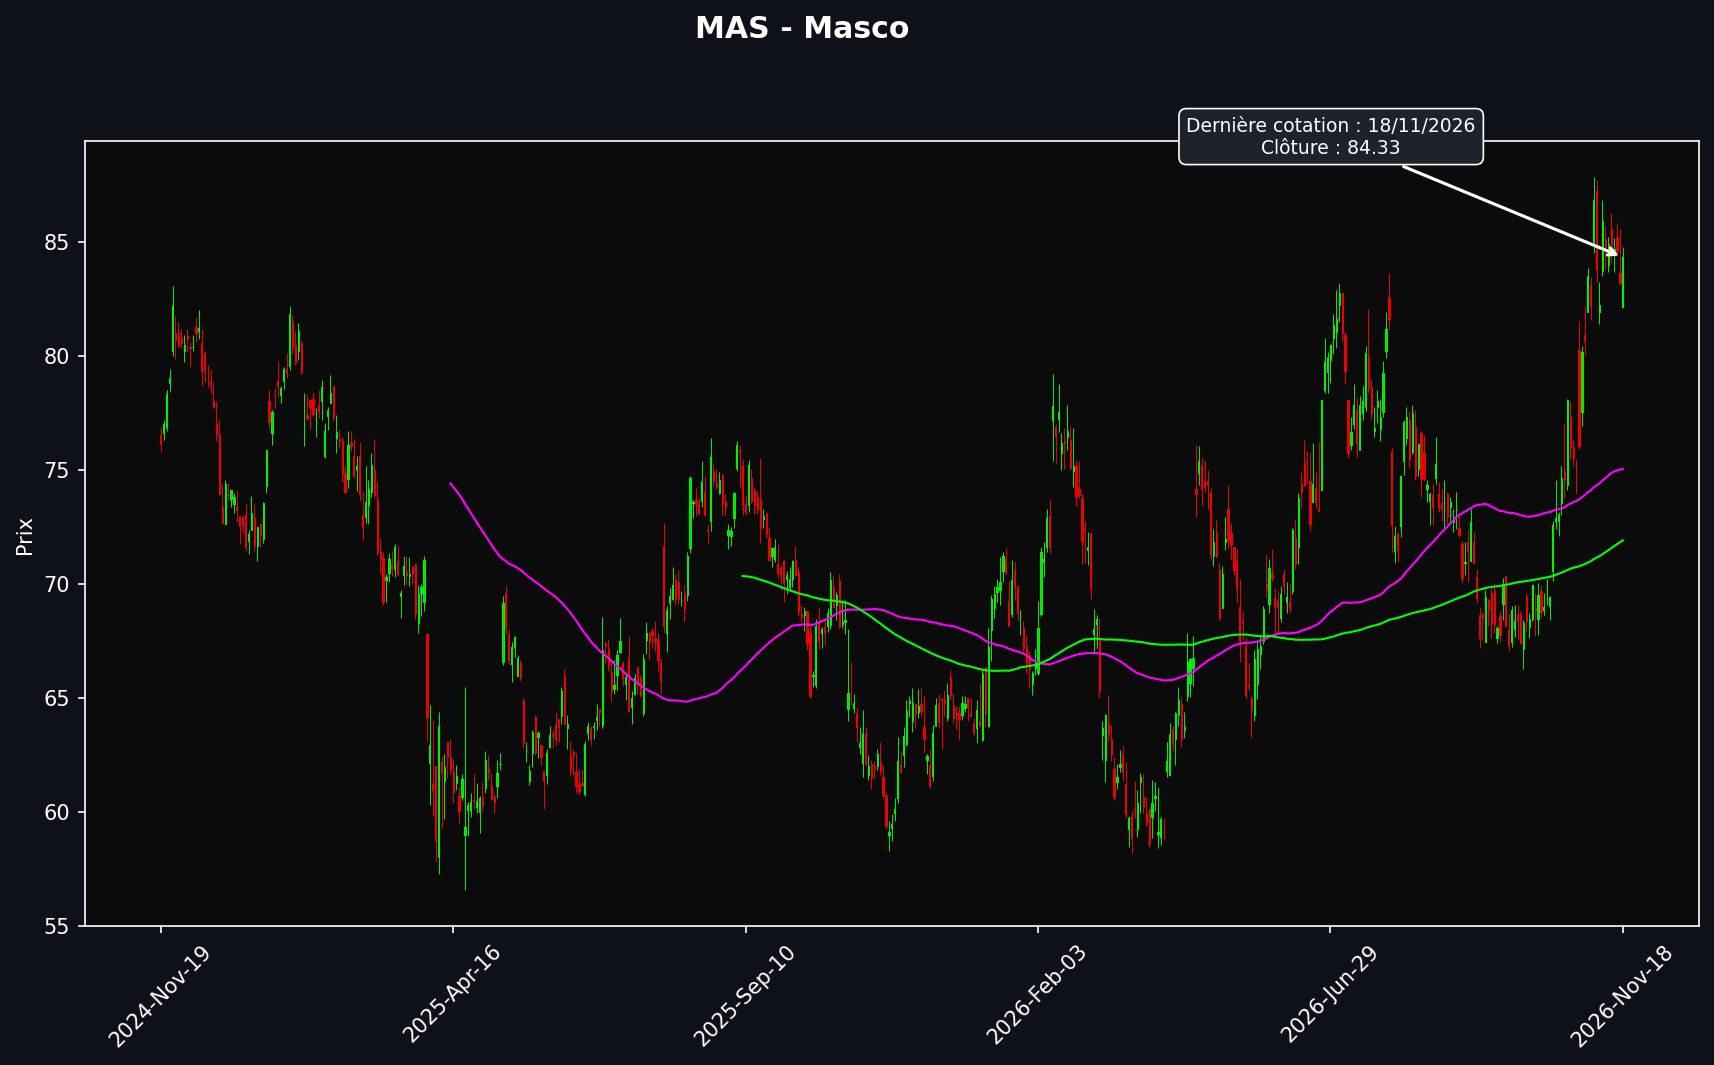 MAS - Masco
Dernière cotation : 18/11/2026
Clôture : 84.33
Prix
85
80
75
70
65
60
55
2024-Nov-19
2025-Apr-16
2025-Sep-10
2026-Feb-03
2026-Jun-29
2026-Nov-18